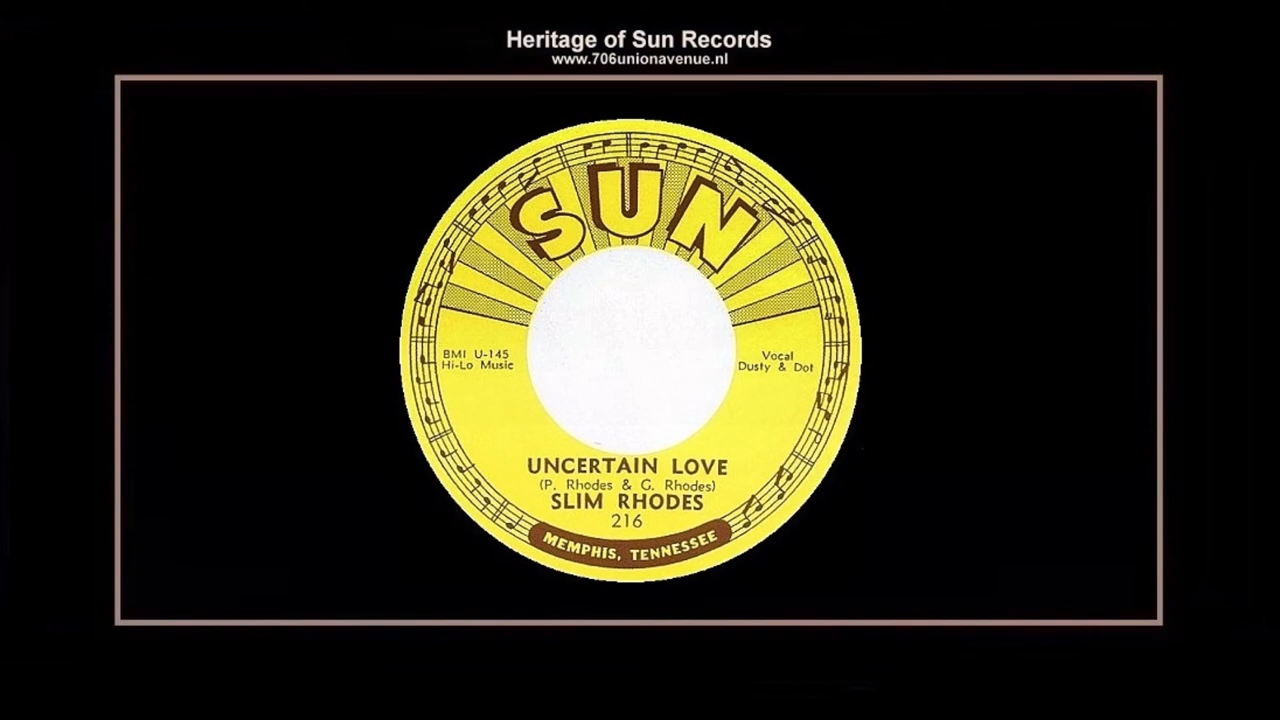 Heritage of Sun Records
www.706unionavenue.nl
SUN
BMI U-145
Hi-Lo Music
Vocal
Dusty & Dot
UNCERTAIN LOVE
(P. Rhodes & G. Rhodes)
SLIM RHODES
216
MEMPHIS, TENNESSEE